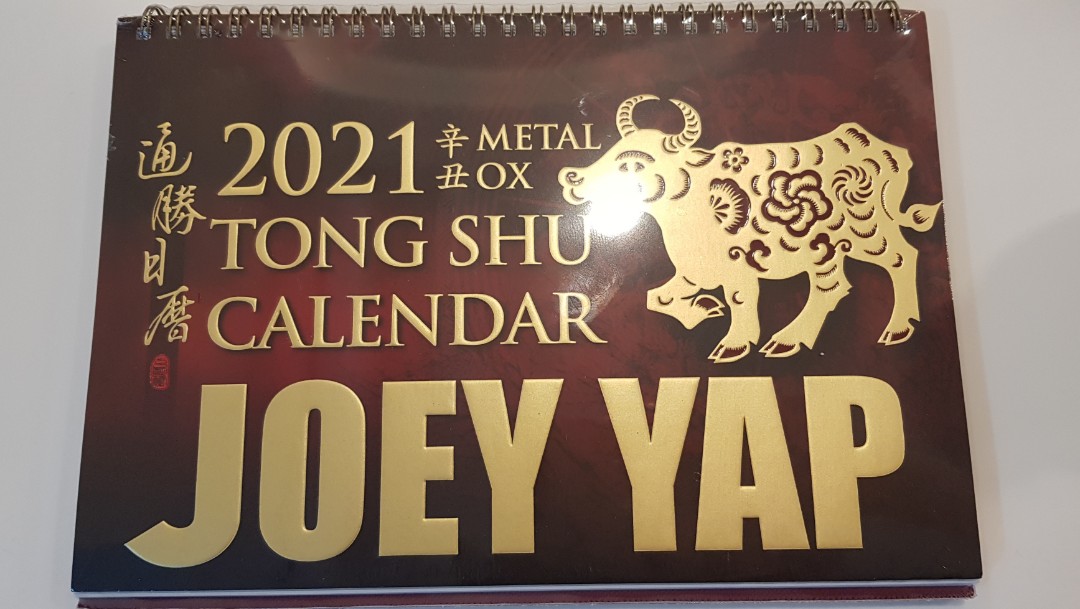 通勝日曆
2021 辛丑 METAL OX
TONG SHU
CALENDAR
JOEY YAP